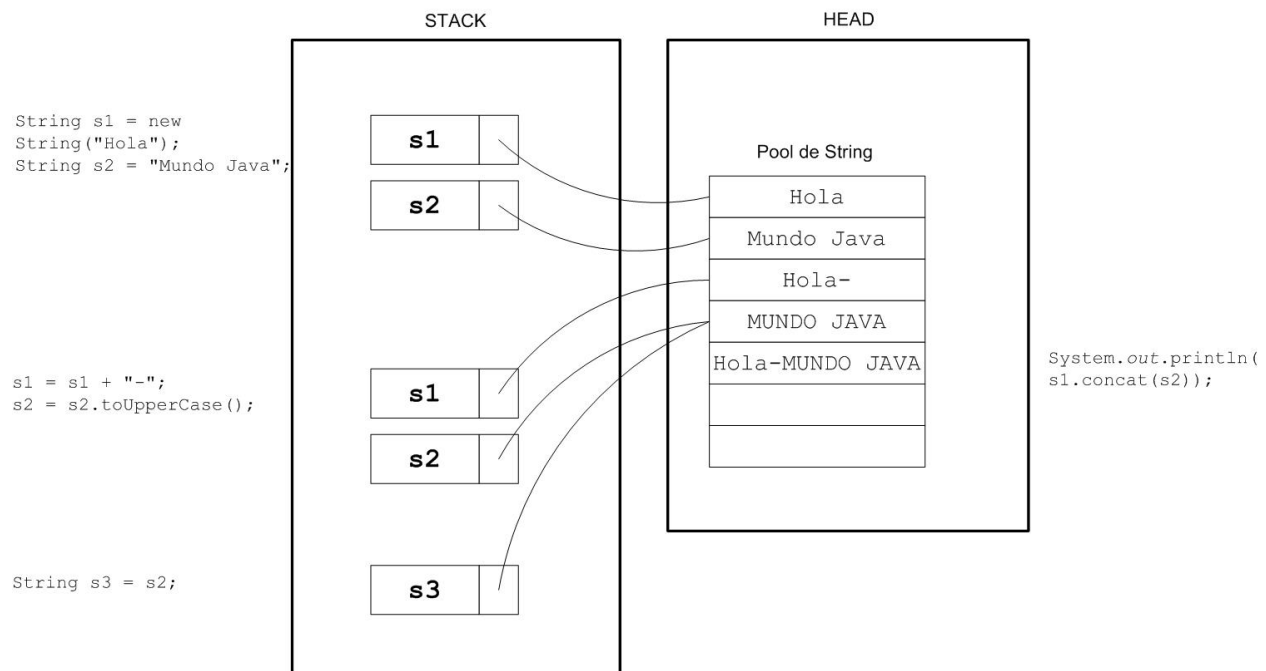 STACK
HEAD
String s1 = new
String("Hola");
String s2 = "Mundo Java";
s1
s2
Pool de String
Hola
Mundo Java
Hola-
MUNDO JAVA
Hola-MUNDO JAVA
System.out.println(
s1.concat(s2));
s1 = s1 + "-";
s2 = s2.toUpperCase();
s1
s2
String s3 = s2;
s3